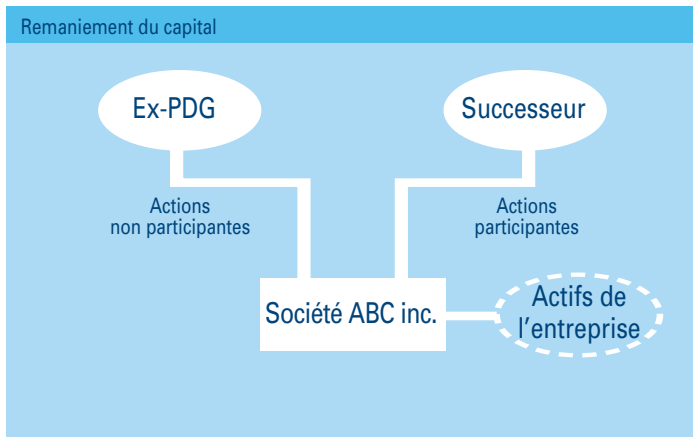 Remaniement du capital
Ex-PDG
Successeur
Actions
non participantes
Actions
participantes
Société ABC inc.
Actifs de
l’entreprise